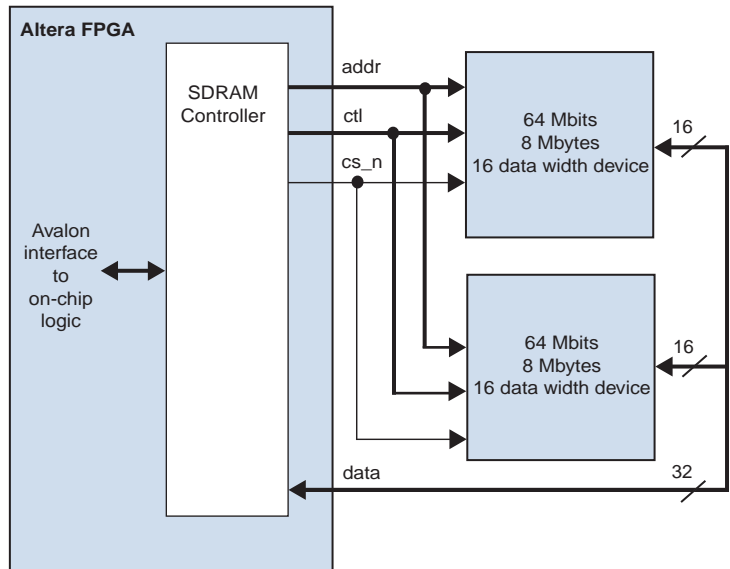 Altera FPGA
SDRAM
Controller
addr
ctl
cs_n
64 Mbits
8 Mbytes
16 data width device
16
Avalon
interface
to
on-chip
logic
64 Mbits
8 Mbytes
16 data width device
16
data
32